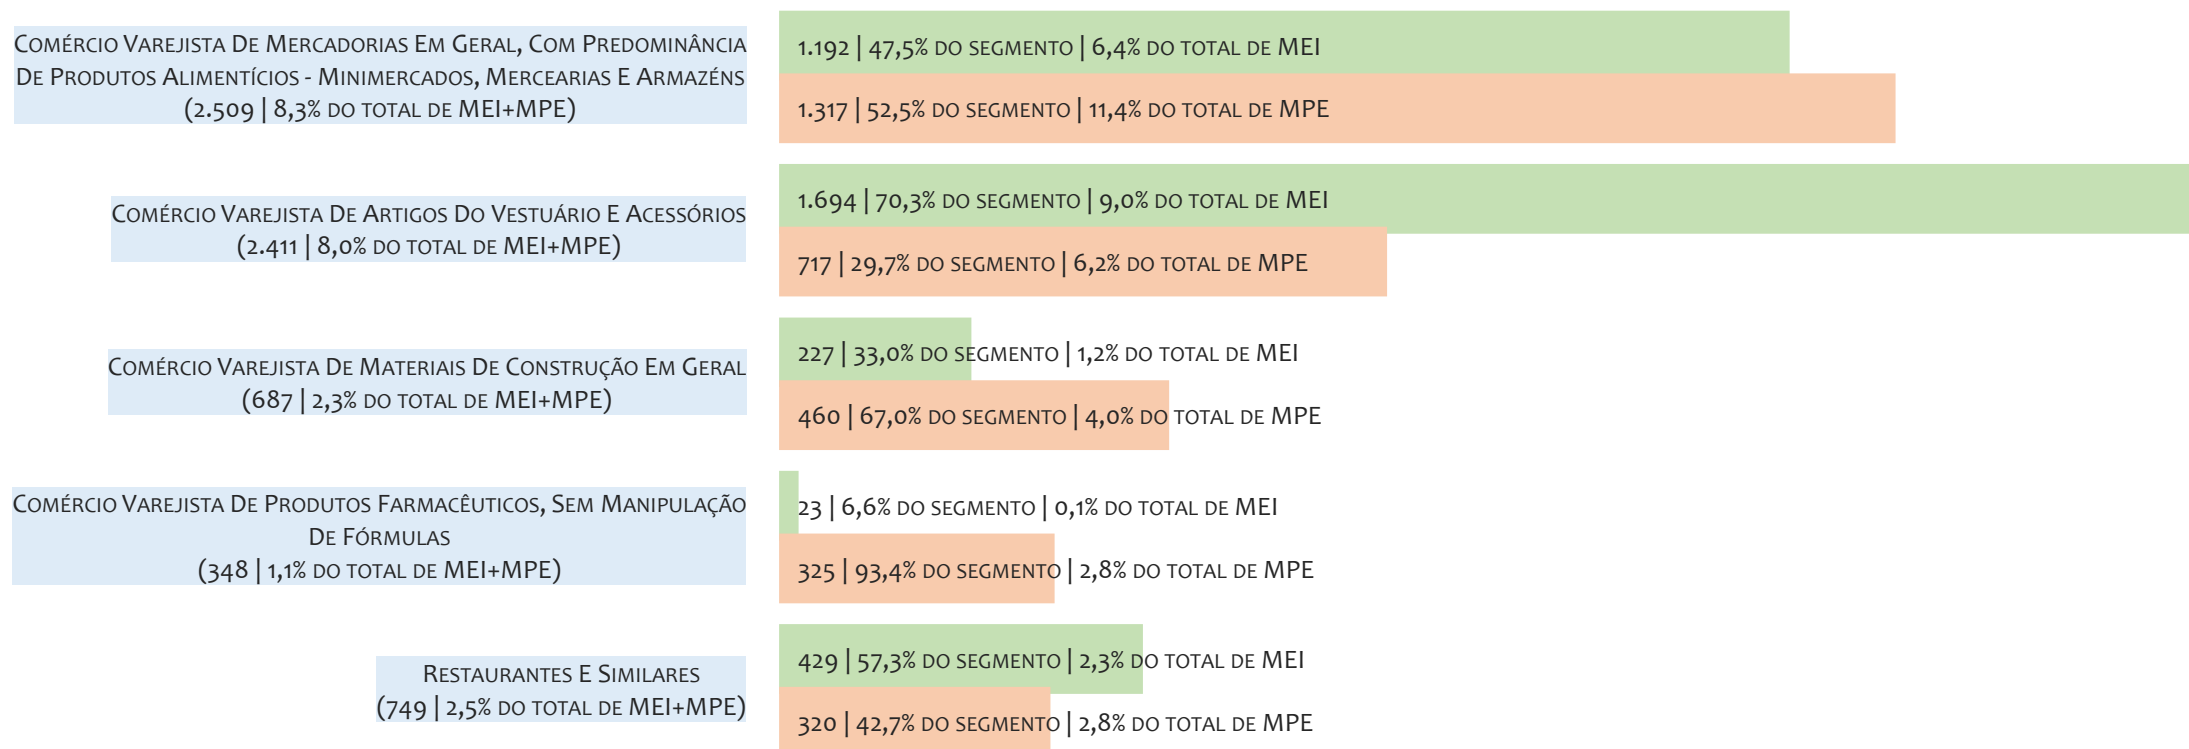 Comércio Varejista De Mercadorias Em Geral, Com Predominância
De Produtos Alimentícios - Minimercados, Mercearias E Armazéns
(2.509 | 8,3% do total de MEI+MPE)
1.192 | 47,5% do segmento | 6,4% do total de MEI
1.317 | 52,5% do segmento | 11,4% do total de MPE
Comércio Varejista De Artigos Do Vestuário E Acessórios
(2.411 | 8,0% do total de MEI+MPE)
1.694 | 70,3% do segmento | 9,0% do total de MEI
717 | 29,7% do segmento | 6,2% do total de MPE
Comércio Varejista De Materiais De Construção Em Geral
(687 | 2,3% do total de MEI+MPE)
227 | 33,0% do segmento | 1,2% do total de MEI
460 | 67,0% do segmento | 4,0% do total de MPE
Comércio Varejista De Produtos Farmacêuticos, Sem Manipulação
De Fórmulas
(348 | 1,1% do total de MEI+MPE)
23 | 6,6% do segmento | 0,1% do total de MEI
325 | 93,4% do segmento | 2,8% do total de MPE
Restaurantes E Similares
(749 | 2,5% do total de MEI+MPE)
429 | 57,3% do segmento | 2,3% do total de MEI
320 | 42,7% do segmento | 2,8% do total de MPE